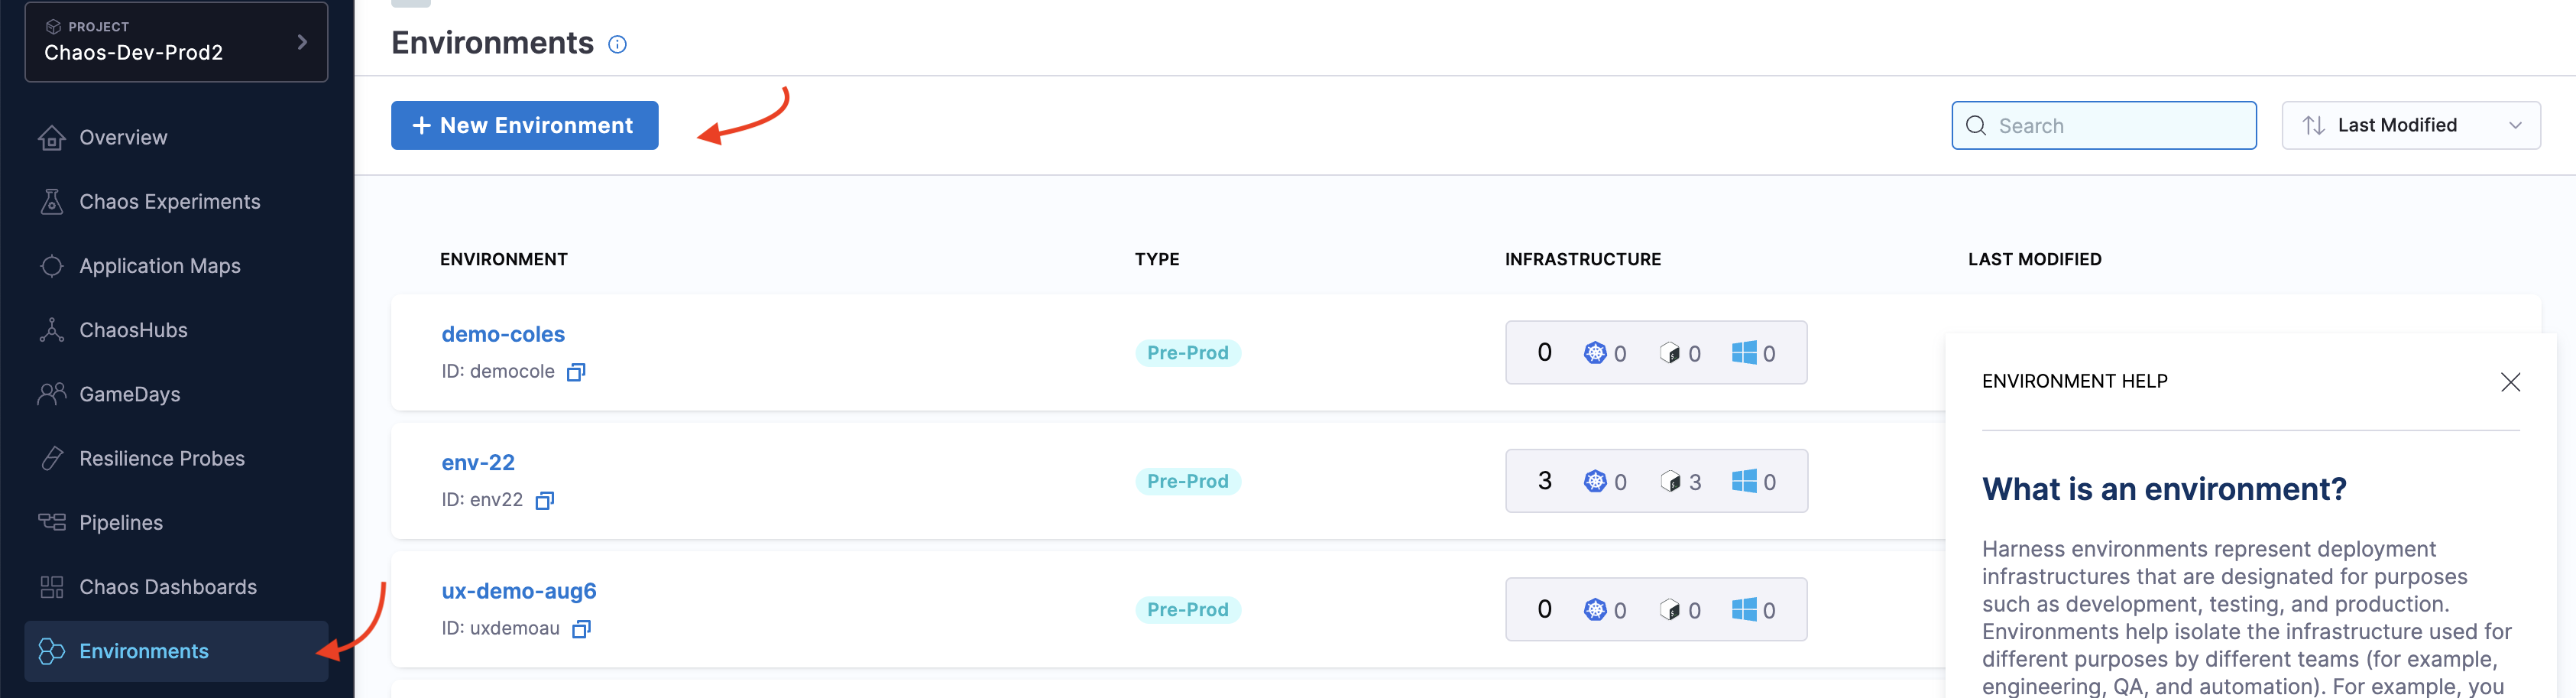 PROJECT
Chaos-Dev-Prod2
Overview
Chaos Experiments
Application Maps
ChaosHubs
GameDays
Resilience Probes
Pipelines
Chaos Dashboards
Environments
Environments
+ New Environment
Search
Last Modified
ENVIRONMENT TYPE INFRASTRUCTURE LAST MODIFIED
demo-coles
ID: democole
Pre-Prod
0 0 0 0
env-22
ID: env22
Pre-Prod
3 0 3 0
ux-demo-aug6
ID: uxdemoau
Pre-Prod
0 0 0 0
ENVIRONMENT HELP
What is an environment?
Harness environments represent deployment
infrastructures that are designated for purposes
such as development, testing, and production.
Environments help isolate the infrastructure used for
different purposes by different teams (for example,
engineering, QA, and automation). For example, you